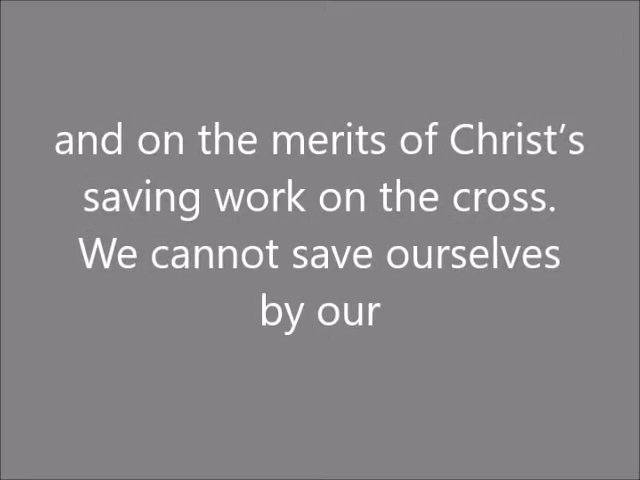 and on the merits of Christ’s
saving work on the cross.
We cannot save ourselves
by our